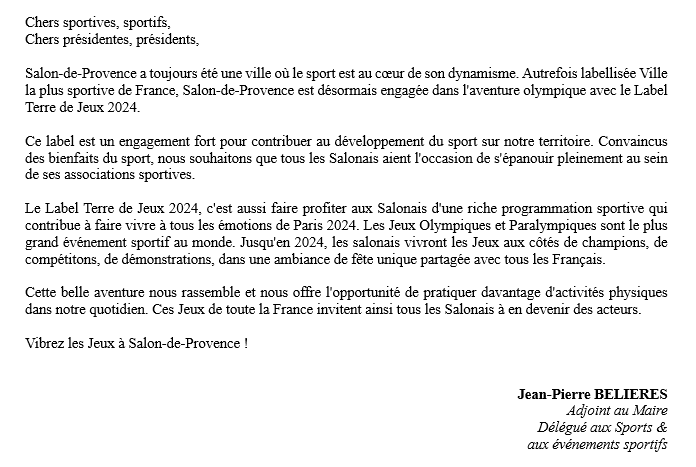 Chers sportives, sportifs,
Chers présidentes, présidents,
Salon-de-Provence a toujours été une ville où le sport est au cœur de son dynamisme. Autrefois labellisée Ville
la plus sportive de France, Salon-de-Provence est désormais engagée dans l'aventure olympique avec le Label
Terre de Jeux 2024.
Ce label est un engagement fort pour contribuer au développement du sport sur notre territoire. Convaincus
des bienfaits du sport, nous souhaitons que tous les Salonais aient l'occasion de s'épanouir pleinement au sein
de ses associations sportives.
Le Label Terre de Jeux 2024, c'est aussi faire profiter aux Salonais d'une riche programmation sportive qui
contribue à faire vivre à tous les émotions de Paris 2024. Les Jeux Olympiques et Paralympiques sont le plus
grand événement sportif au monde. Jusqu'en 2024, les salonais vivront les Jeux aux côtés de champions, de
compétitons, de démonstrations, dans une ambiance de fête unique partagée avec tous les Français.
Cette belle aventure nous rassemble et nous offre l'opportunité de pratiquer davantage d'activités physiques
dans notre quotidien. Ces Jeux de toute la France invitent ainsi tous les Salonais à en devenir des acteurs.
Vibrez les Jeux à Salon-de-Provence !
Jean-Pierre BELIERES
Adjoint au Maire
Délégué aux Sports &
aux événements sportifs